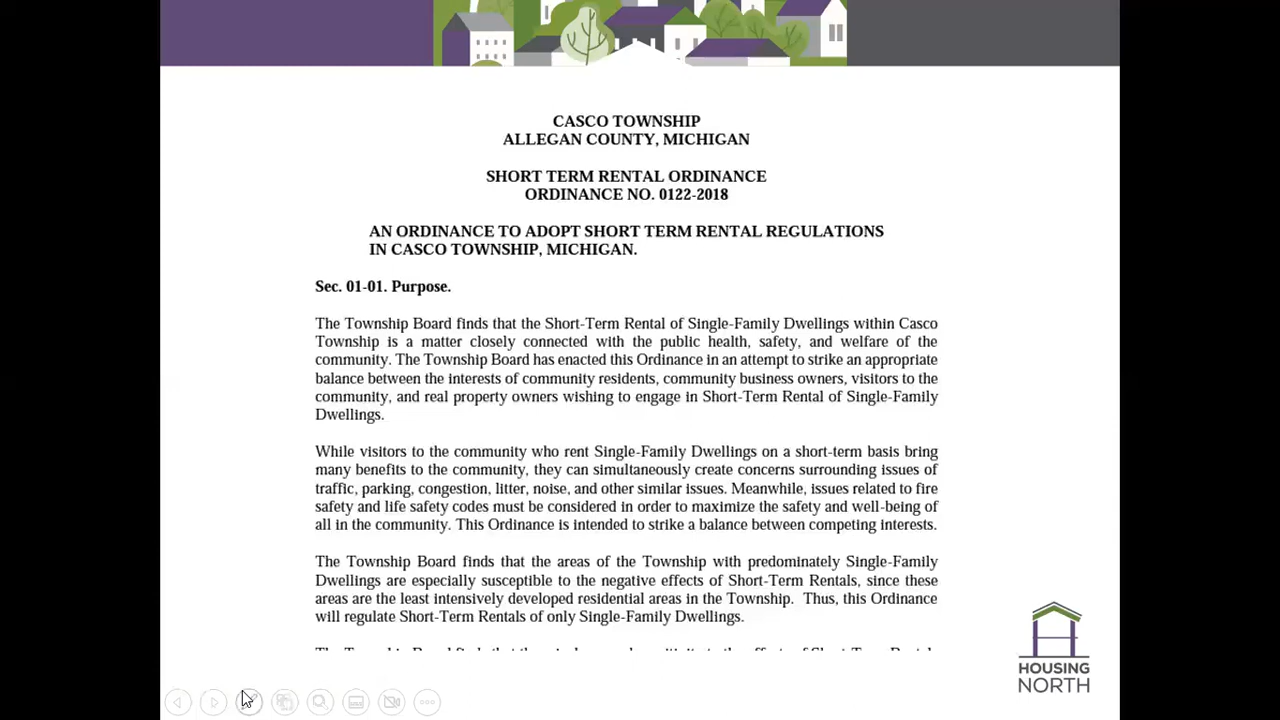 CASCO TOWNSHIP
ALLEGAN COUNTY, MICHIGAN
SHORT TERM RENTAL ORDINANCE
ORDINANCE NO. 0122-2018
AN ORDINANCE TO ADOPT SHORT TERM RENTAL REGULATIONS
IN CASCO TOWNSHIP, MICHIGAN.
Sec. 01-01. Purpose.
The Township Board finds that the Short-Term Rental of Single-Family Dwellings within Casco
Township is a matter closely connected with the public health, safety, and welfare of the
community. The Township Board has enacted this Ordinance in an attempt to strike an appropriate
balance between the interests of community residents, community business owners, visitors to the
community, and real property owners wishing to engage in Short-Term Rental of Single-Family
Dwellings.
While visitors to the community who rent Single-Family Dwellings on a short-term basis bring
many benefits to the community, they can simultaneously create concerns surrounding issues of
traffic, parking, congestion, litter, noise, and other similar issues. Meanwhile, issues related to fire
safety and life safety codes must be considered in order to maximize the safety and well-being of
all in the community. This Ordinance is intended to strike a balance between competing interests.
The Township Board finds that the areas of the Township with predominately Single-Family
Dwellings are especially susceptible to the negative effects of Short-Term Rentals, since these
areas are the least intensively developed residential areas in the Township. Thus, this Ordinance
will regulate Short-Term Rentals of only Single-Family Dwellings.
HOUSING
NORTH